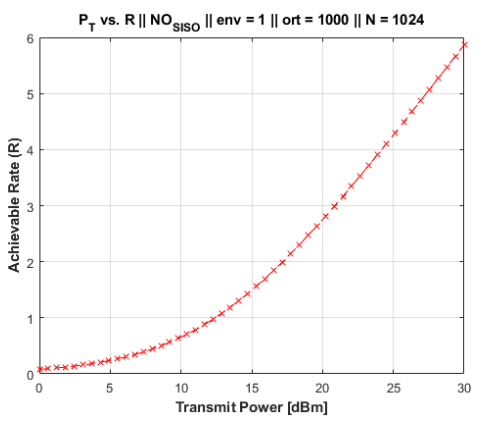 P_T vs. R || NO_SISO || env = 1 || ort = 1000 || N = 1024
6
5
4
3
2
1
0
Achievable Rate (R)
0 5 10 15 20 25 30
Transmit Power [dBm]